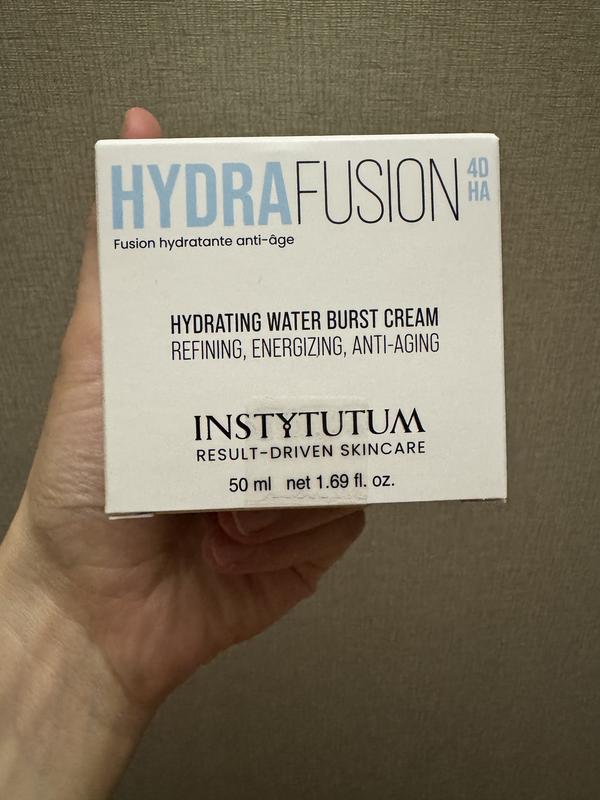 HYDRAFUSION 4D HA
Fusion hydratante anti-âge
HYDRATING WATER BURST CREAM
REFINING, ENERGIZING, ANTI-AGING
INSTYTUTUM
RESULT-DRIVEN SKINCARE
50 ml net 1.69 fl. oz.